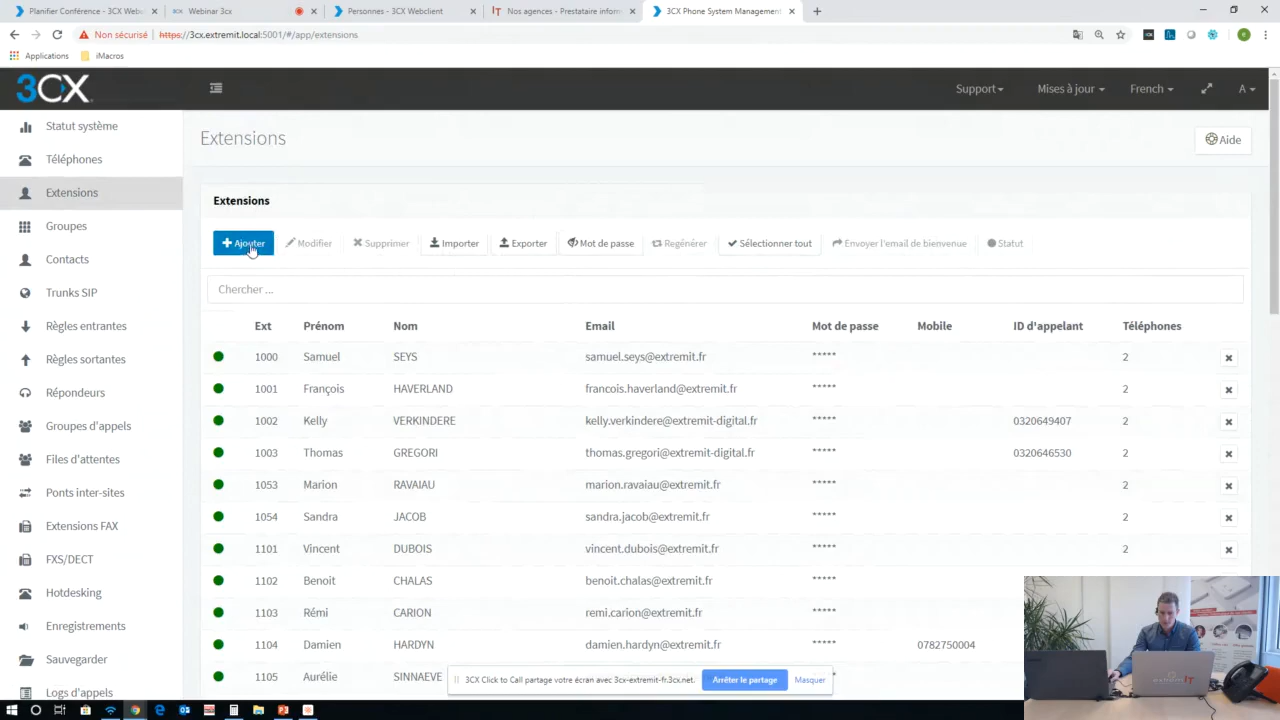 Planifier Conférence - 3CX Webc
Webinar 3cx
Personnes - 3CX Webclient
Nos agences - Prestataire inform
3CX Phone System Management
Non sécurisé
https://3cx.extremit.local:5001/#/app/extensions
Applications
iMacros
3CX
Support
Mises à jour
French
A
Statut système
Téléphones
Extensions
Groupes
Contacts
Trunks SIP
Règles entrantes
Règles sortantes
Répondeurs
Groupes d'appels
Files d'attentes
Ponts inter-sites
Extensions FAX
FXS/DECT
Hotdesking
Enregistrements
Sauvegarder
Logs d'appels
Extensions
Aide
Extensions
Ajouter Modifier Supprimer Importer Exporter Mot de passe Regénérer Sélectionner tout Envoyer l'email de bienvenue Statut
Chercher ...
Ext Prénom Nom Email Mot de passe Mobile ID d'appelant Téléphones
1000 Samuel SEYS samuel.seys@extremit.fr ***** 2
1001 François HAVERLAND francois.haverland@extremit.fr ***** 2
1002 Kelly VERKINDERE kelly.verkindere@extremit-digital.fr ***** 0320649407 2
1003 Thomas GREGORI thomas.gregori@extremit-digital.fr ***** 0320646530 2
1053 Marion RAVAIAU marion.ravaiau@extremit.fr ***** 2
1054 Sandra JACOB sandra.jacob@extremit.fr ***** 2
1101 Vincent DUBOIS vincent.dubois@extremit.fr ***** 2
1102 Benoit CHALAS benoit.chalas@extremit.fr *****
1103 Rémi CARION remi.carion@extremit.fr *****
1104 Damien HARDYN damien.hardyn@extremit.fr ***** 0782750004
1105 Aurélie SINNAEVE
3CX Click to Call partage votre écran avec 3cx-extremit-fr.3cx.net.
Arrêter le partage
Masquer
extremIT